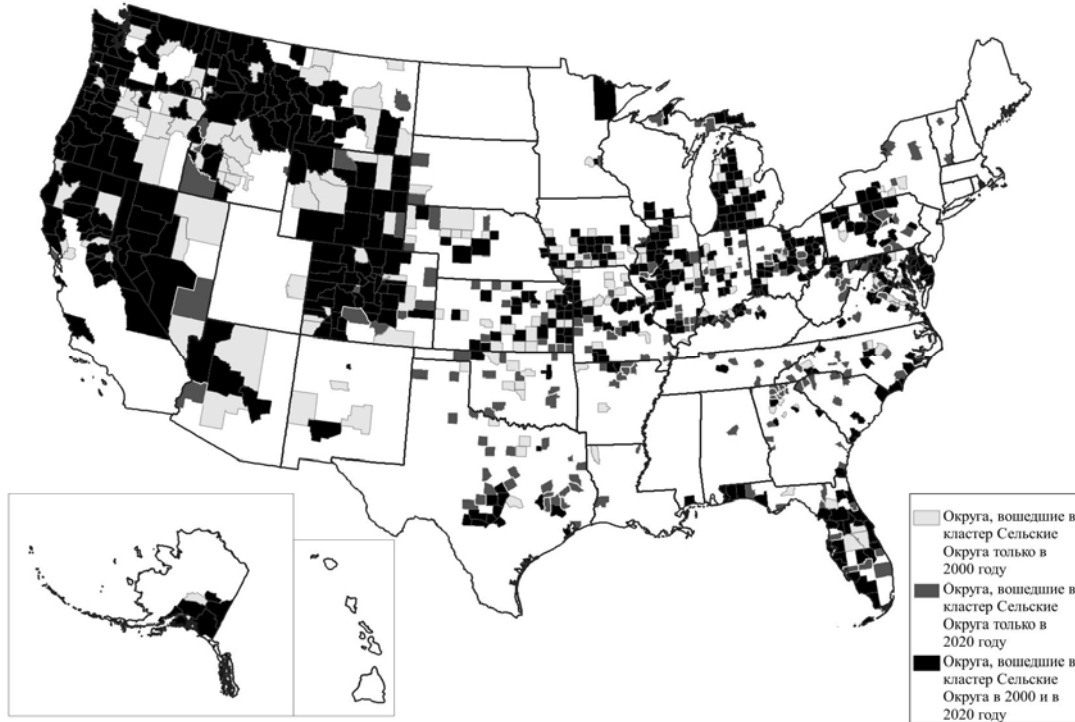 Округа, вошедшие в
кластер Сельские
Округа только в
2000 году
Округа, вошедшие в
кластер Сельские
Округа только в
2020 году
Округа, вошедшие в
кластер Сельские
Округа в 2000 и в
2020 году